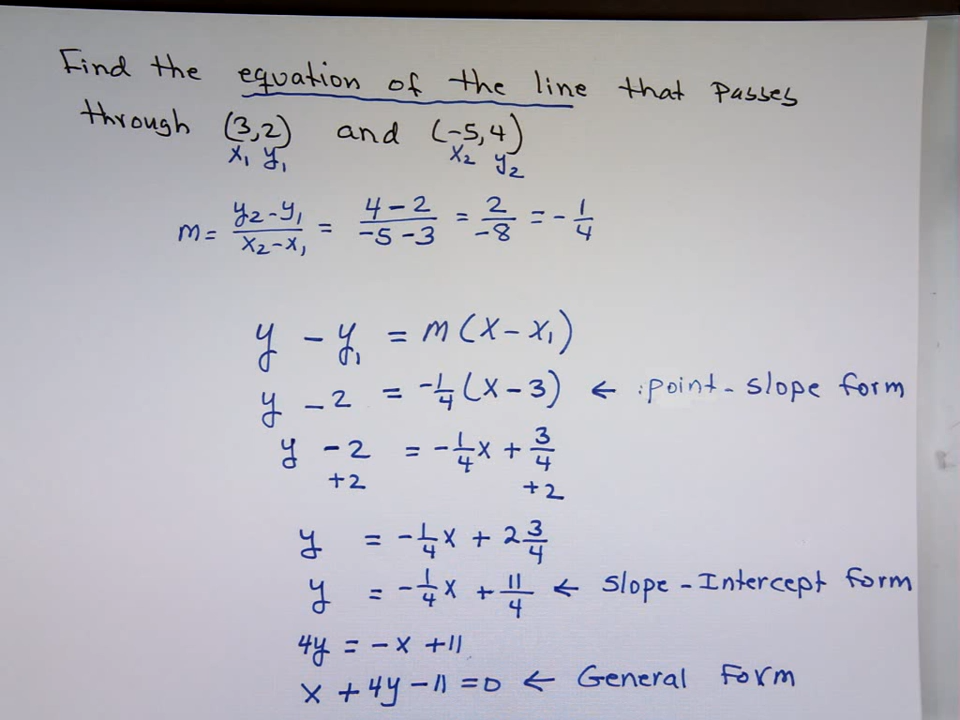 Find the equation of the line that passes
through (3,2) and (-5,4)
x₁ y₁ x₂ y₂
m = (y₂-y₁)/(x₂-x₁) = (4-2)/(-5-3) = 2/-8 = -1/4
y - y₁ = m(x-x₁)
y - 2 = -1/4(x-3) ← point-slope form
y - 2 = -1/4x + 3/4
+2 +2
y = -1/4x + 2 3/4
y = -1/4x + 11/4 ← Slope-Intercept form
4y = -x +11
x + 4y - 11 = 0 ← General Form